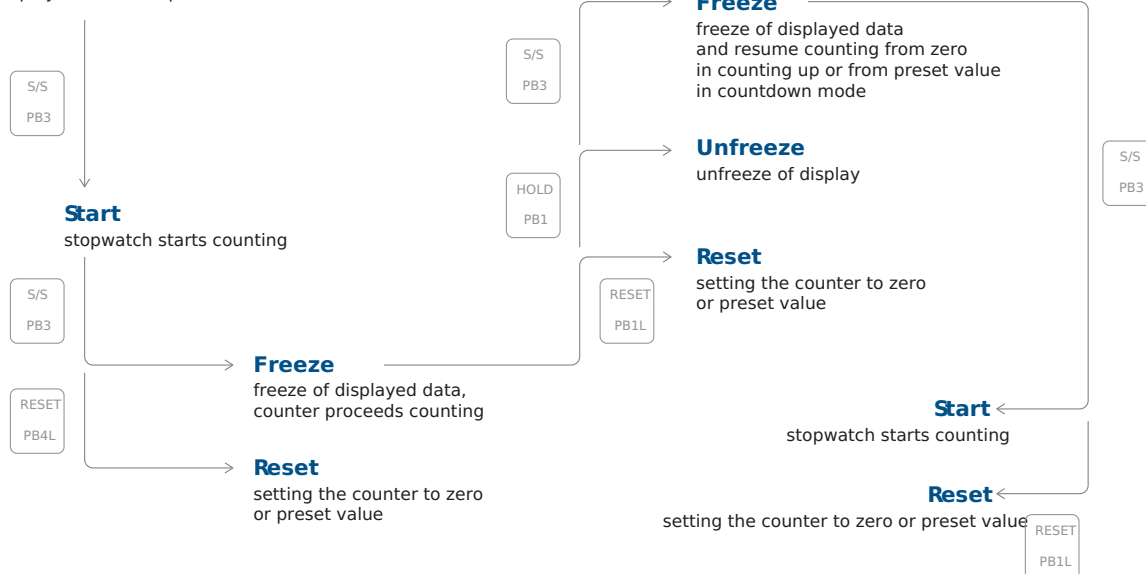 Freeze
freeze of displayed data
and resume counting from zero
in counting up or from preset value
in countdown mode
S/S
PB3
S/S
PB3
Unfreeze
unfreeze of display
S/S
PB3
HOLD
PB1
Start
stopwatch starts counting
Reset
setting the counter to zero
or preset value
S/S
PB3
RESET
PB1L
Freeze
freeze of displayed data,
counter proceeds counting
RESET
PB4L
Start
stopwatch starts counting
Reset
setting the counter to zero
or preset value
Reset
setting the counter to zero or preset value
RESET
PB1L